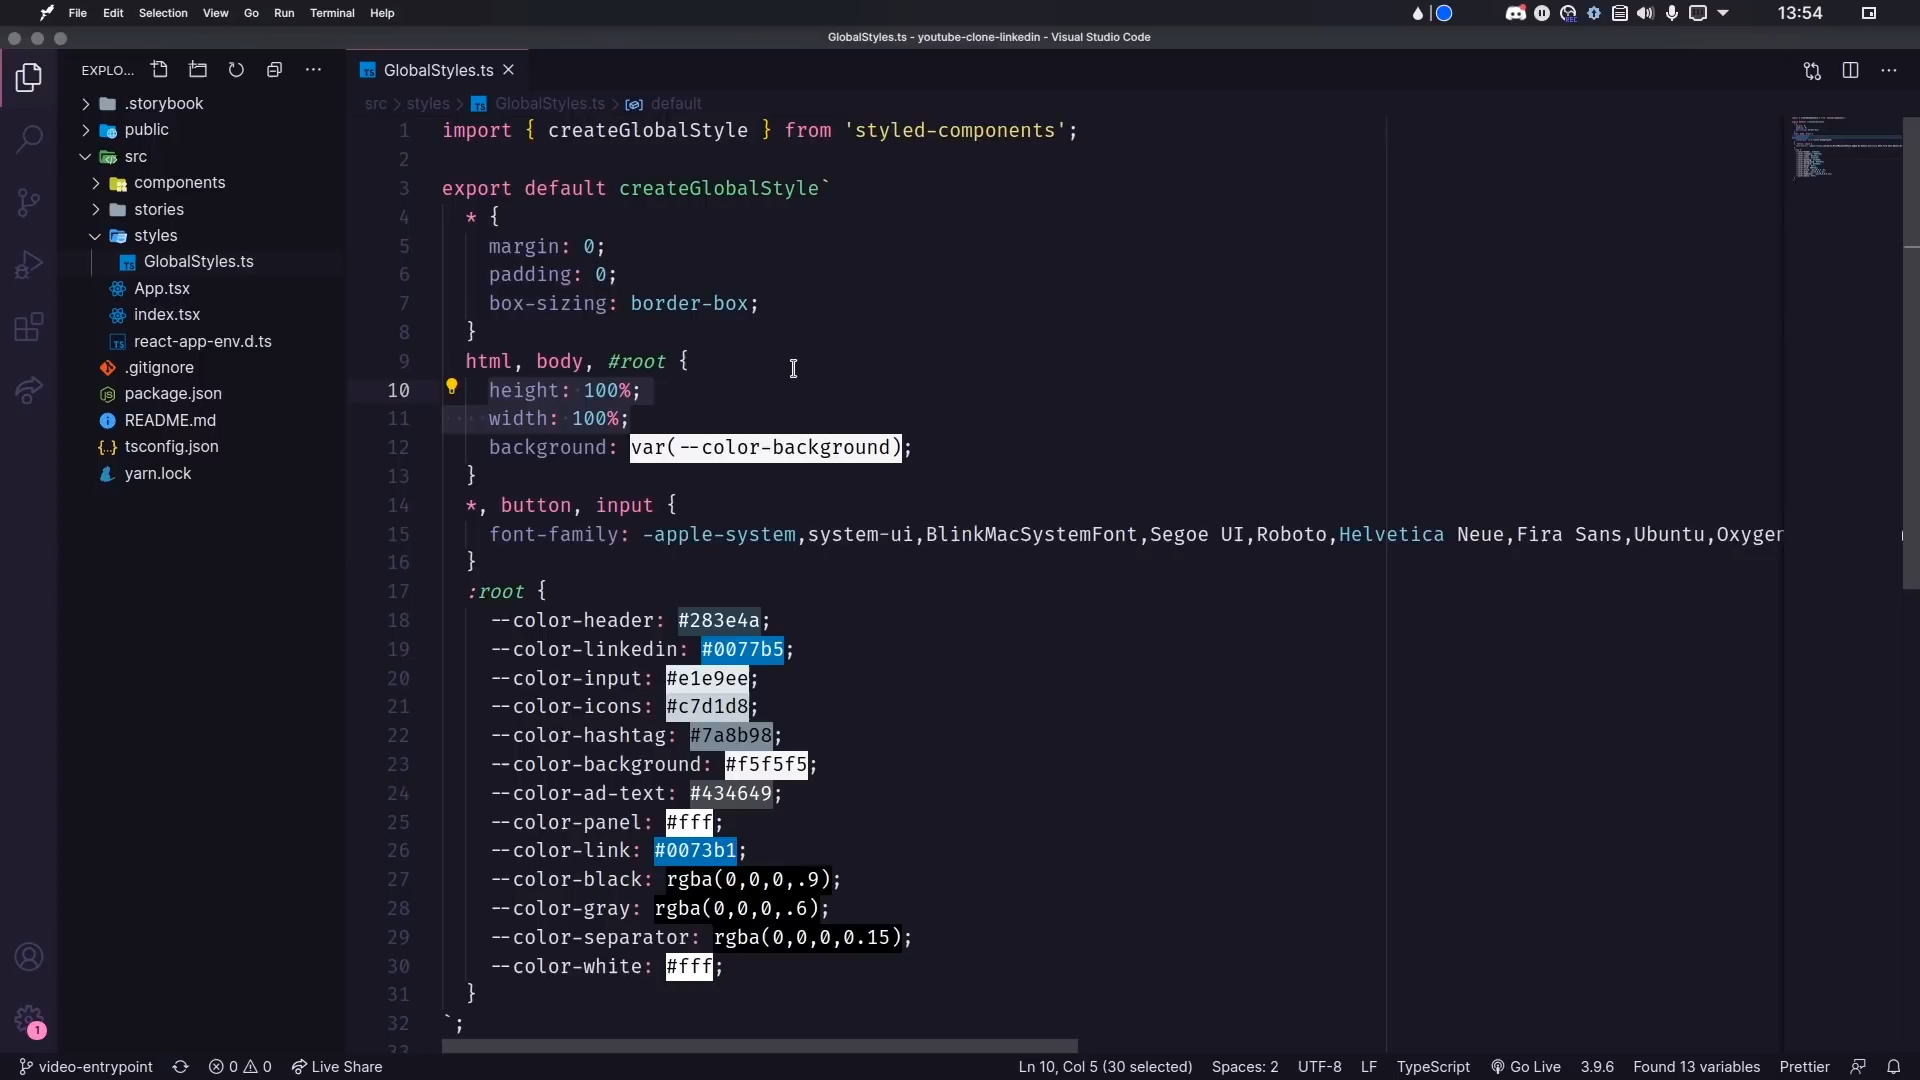 File Edit Selection View Go Run Terminal Help
REC
13:54
GlobalStyles.ts - youtube-clone-linkedin - Visual Studio Code
EXPLO...
.storybook
public
src
components
stories
styles
GlobalStyles.ts
App.tsx
index.tsx
react-app-env.d.ts
.gitignore
package.json
README.md
tsconfig.json
yarn.lock
1
GlobalStyles.ts
src > styles > GlobalStyles.ts > default
1 import { createGlobalStyle } from 'styled-components';
2
3 export default createGlobalStyle`
4 * {
5 margin: 0;
6 padding: 0;
7 box-sizing: border-box;
8 }
9 html, body, #root {
10 height: 100%;
11 width: 100%;
12 background: var(--color-background);
13 }
14 *, button, input {
15 font-family: -apple-system,system-ui,BlinkMacSystemFont,Segoe UI,Roboto,Helvetica Neue,Fira Sans,Ubuntu,Oxygen
16 }
17 :root {
18 --color-header: #283e4a;
19 --color-linkedin: #0077b5;
20 --color-input: #e1e9ee;
21 --color-icons: #c7d1d8;
22 --color-hashtag: #7a8b98;
23 --color-background: #f5f5f5;
24 --color-ad-text: #434649;
25 --color-panel: #fff;
26 --color-link: #0073b1;
27 --color-black: rgba(0,0,0,.9);
28 --color-gray: rgba(0,0,0,.6);
29 --color-separator: rgba(0,0,0,0.15);
30 --color-white: #fff;
31 }
32 `;
33
video-entrypoint 0 0 Live Share Ln 10, Col 5 (30 selected) Spaces: 2 UTF-8 LF TypeScript Go Live 3.9.6 Found 13 variables Prettier